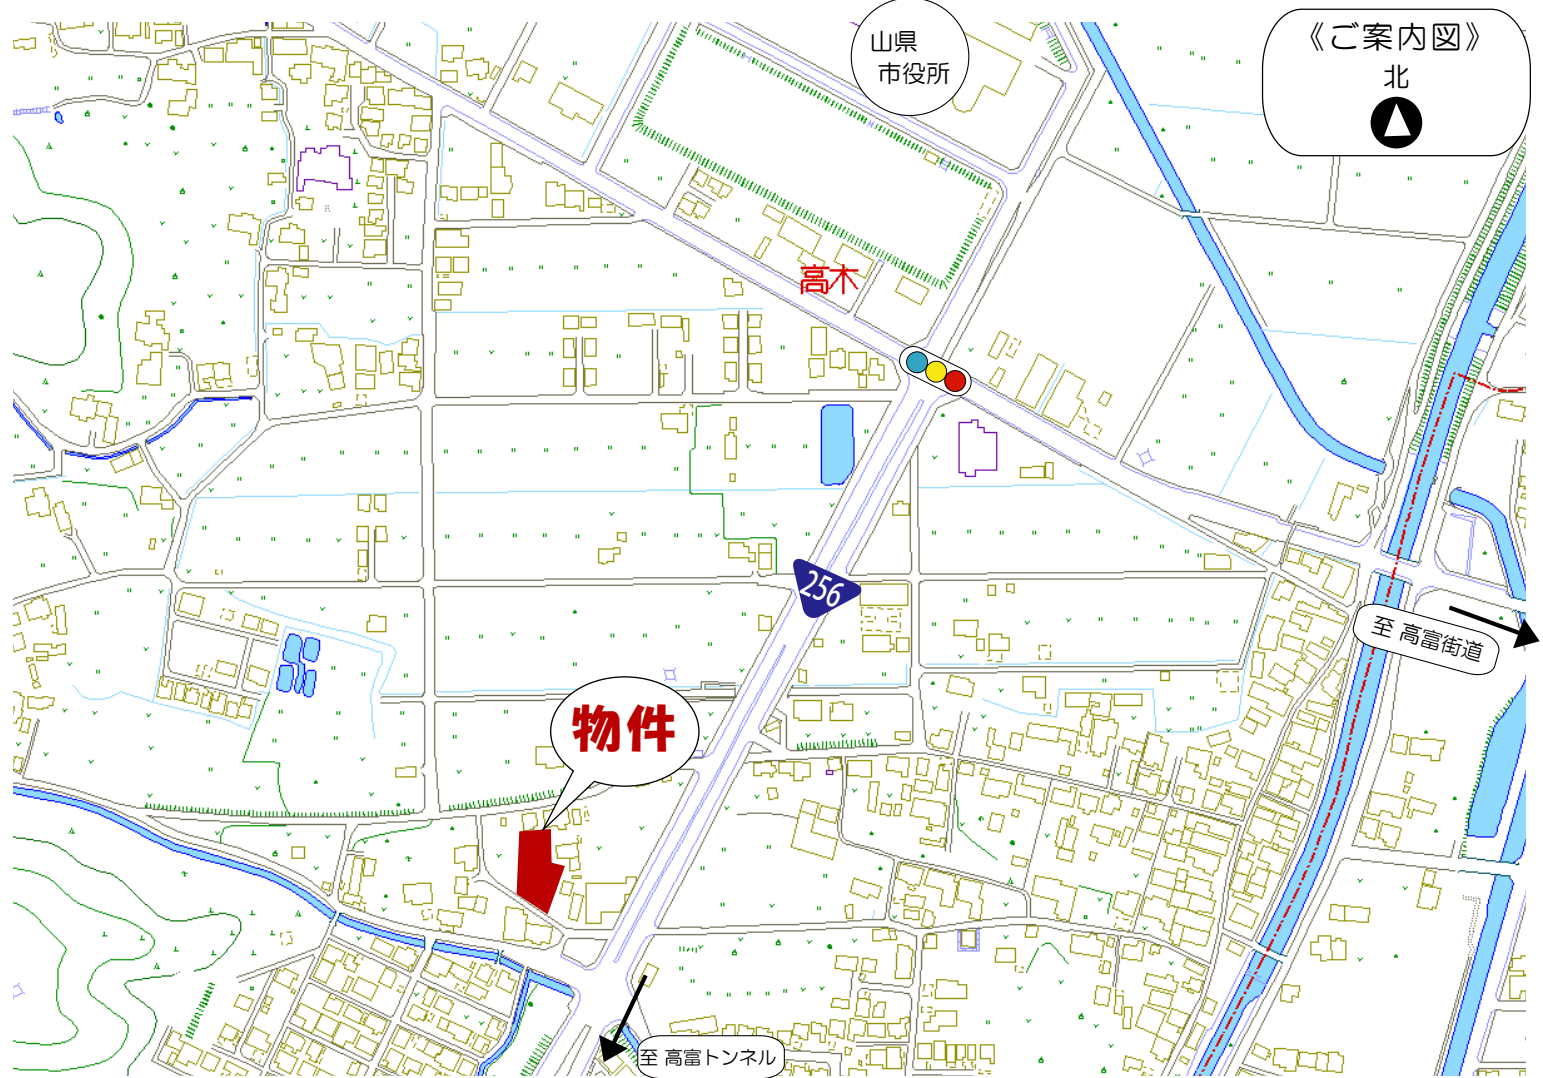 山県
市役所
《ご案内図》
北
高木
256
至 高富街道
物件
至 高富トンネル